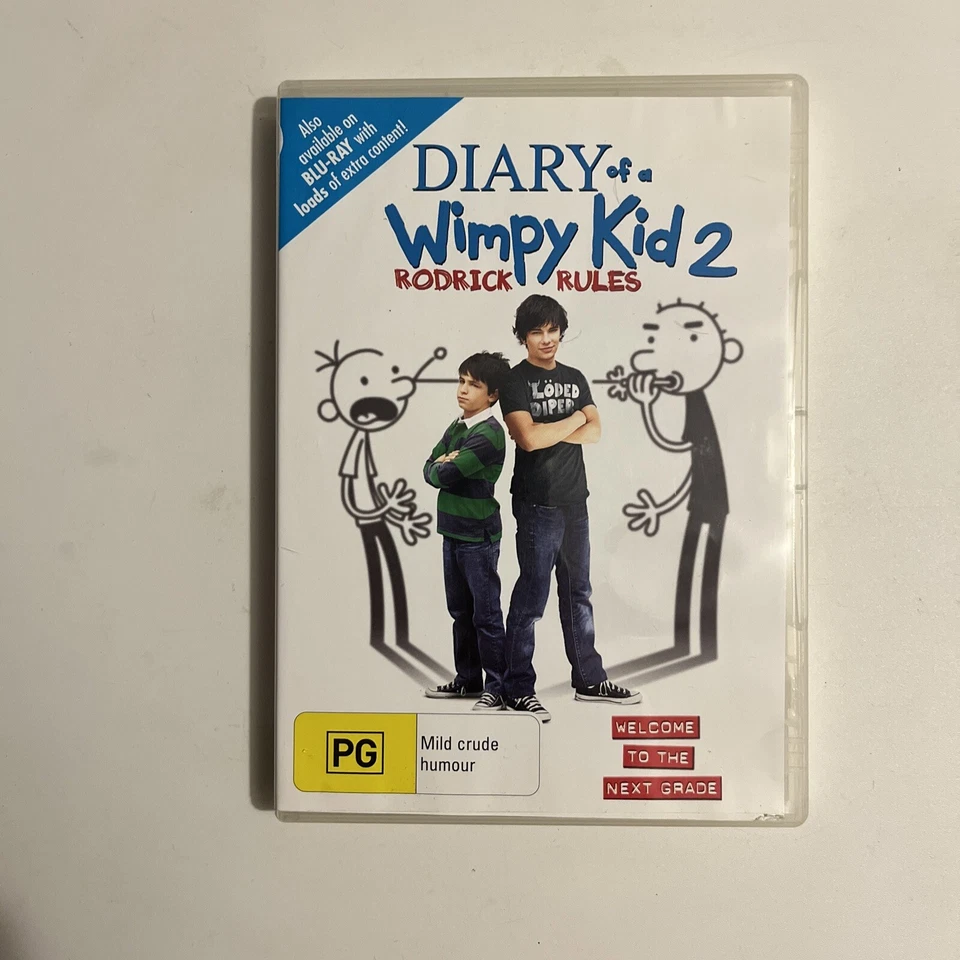 Also
available on
BLU-RAY with
loads of extra content!
DIARY of a
Wimpy Kid 2
RODRICK RULES
LÖDED
DIPER
PG
Mild crude
humour
WELCOME
TO THE
NEXT GRADE